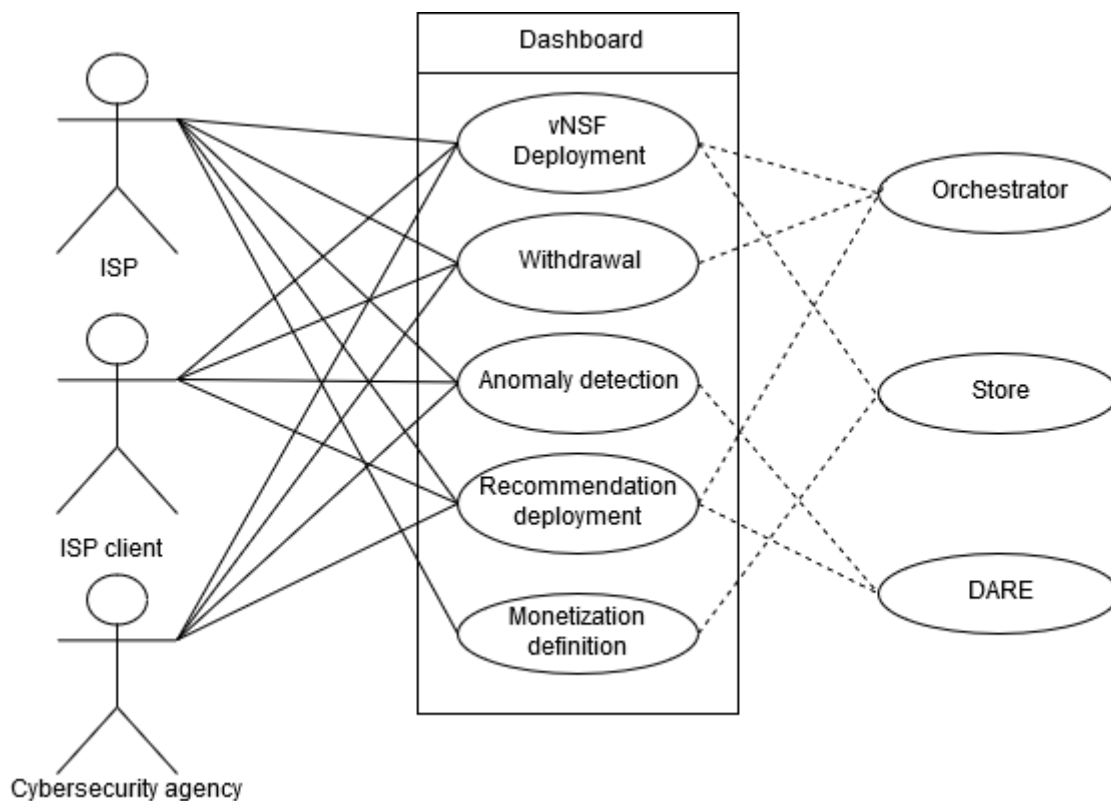 Dashboard
vNSF
Deployment
Orchestrator
Withdrawal
ISP
Anomaly detection
Store
Recommendation
deployment
ISP client
DARE
Monetization
definition
Cybersecurity agency